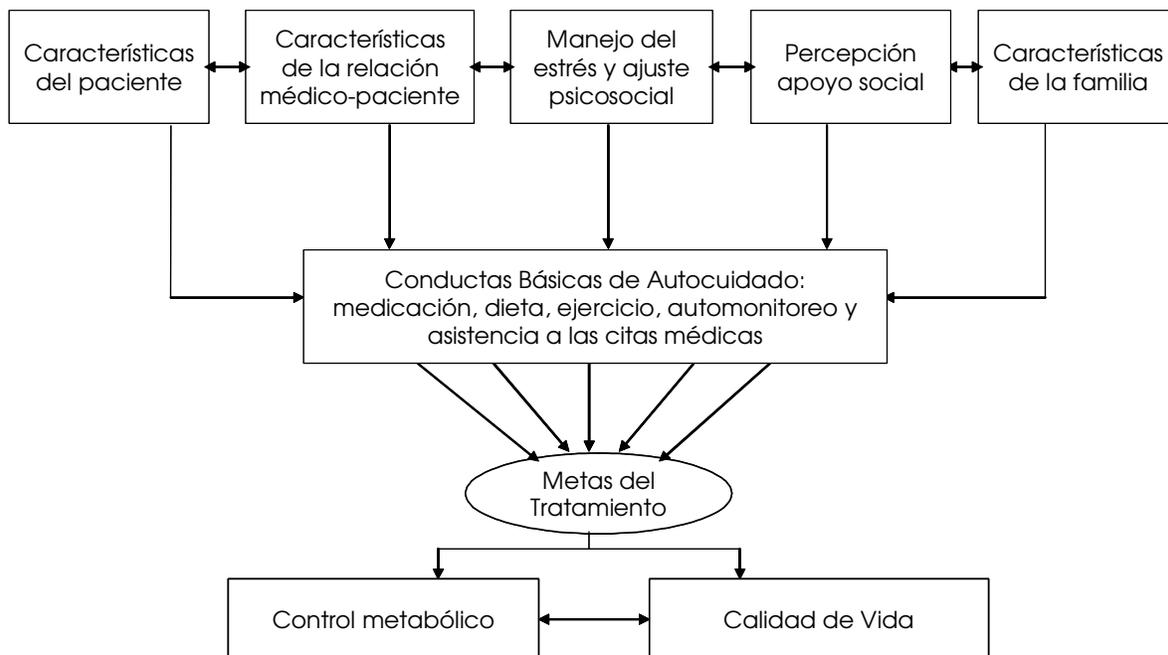 Características
del paciente
Características
de la relación
médico-paciente
Manejo del
estrés y ajuste
psicosocial
Percepción
apoyo social
Características
de la familia
Conductas Básicas de Autocuidado:
medicación, dieta, ejercicio, automonitoreo y
asistencia a las citas médicas
Metas del
Tratamiento
Control metabólico
Calidad de Vida